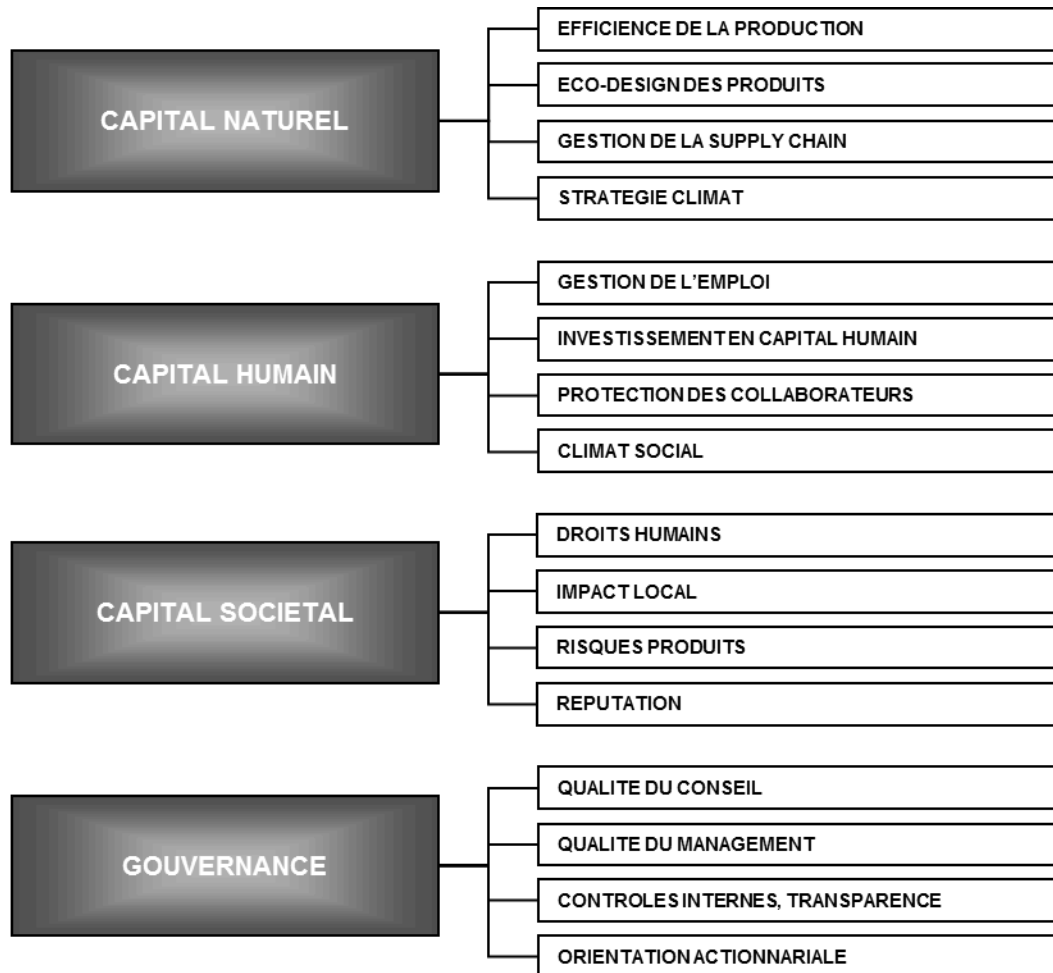 CAPITAL NATUREL
EFFICIENCE DE LA PRODUCTION
ECO-DESIGN DES PRODUITS
GESTION DE LA SUPPLY CHAIN
STRATEGIE CLIMAT
CAPITAL HUMAIN
GESTION DE L’EMPLOI
INVESTISSEMENT EN CAPITAL HUMAIN
PROTECTION DES COLLABORATEURS
CLIMAT SOCIAL
CAPITAL SOCIETAL
DROITS HUMAINS
IMPACT LOCAL
RISQUES PRODUITS
REPUTATION
GOUVERNANCE
QUALITE DU CONSEIL
QUALITE DU MANAGEMENT
CONTROLES INTERNES, TRANSPARENCE
ORIENTATION ACTIONNARIALE